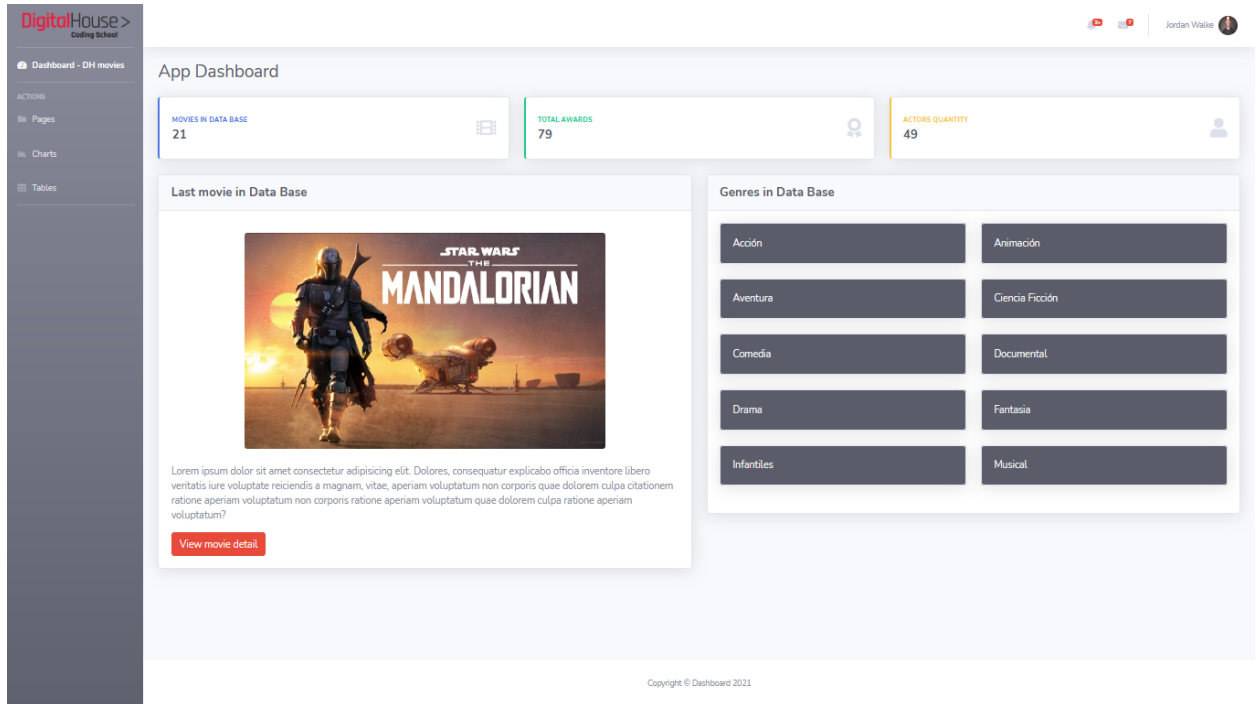 DigitalHouse>
Coding School
3+
7
Jordan Walke
Dashboard - DH movies
ACTIONS
Pages
Charts
Tables
App Dashboard
MOVIES IN DATA BASE
21
TOTAL AWARDS
79
ACTORS QUANTITY
49
Last movie in Data Base
STAR WARS
THE
MANDALORIAN
Lorem ipsum dolor sit amet consectetur adipisicing elit. Dolores, consequatur explicabo officia inventore libero
veritatis iure voluptate reiciendis a magnam, vitae, aperiam voluptatum non corporis quae dolorem culpa citationem
ratione aperiam voluptatum non corporis ratione aperiam voluptatum quae dolorem culpa ratione aperiam
voluptatum?
View movie detail
Genres in Data Base
Acción
Animación
Aventura
Ciencia Ficción
Comedia
Documental
Drama
Fantasia
Infantiles
Musical
Copyright © Dashboard 2021